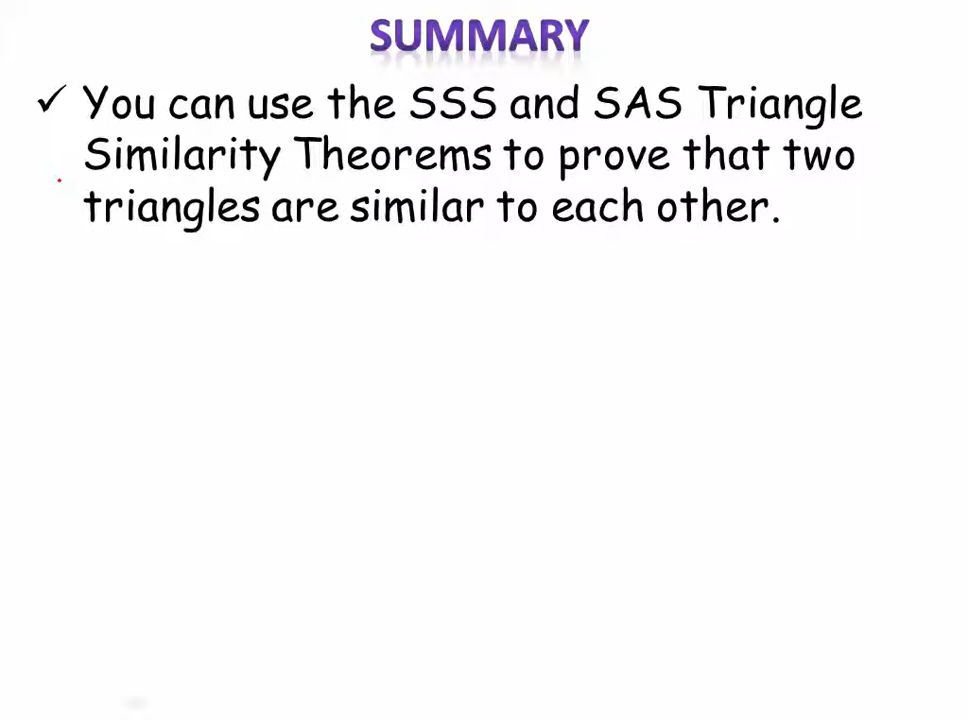 SUMMARY
✓ You can use the SSS and SAS Triangle
Similarity Theorems to prove that two
triangles are similar to each other.